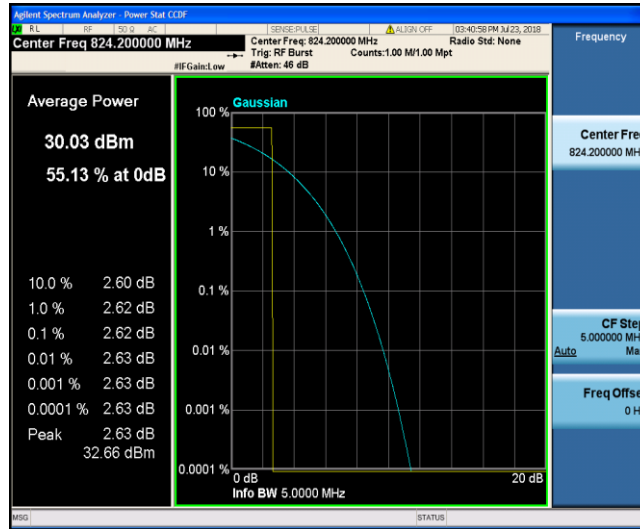 Agilent Spectrum Analyzer - Power Stat CCDF
RL RF 50 Ω AC SENSE:PULSE ALIGN OFF 03:40:58 PM Jul 23, 2018
Center Freq 824.200000 MHz
Center Freq: 824.200000 MHz Radio Std: None
Trig: RF Burst Counts:1.00 M/1.00 Mpt
#IFGain:Low #Atten: 46 dB
Frequency
Average Power
30.03 dBm
55.13 % at 0dB
10.0 % 2.60 dB
1.0 % 2.62 dB
0.1 % 2.62 dB
0.01 % 2.63 dB
0.001 % 2.63 dB
0.0001 % 2.63 dB
Peak 2.63 dB
32.66 dBm
Gaussian
100 %
10 %
1 %
0.1 %
0.01 %
0.001 %
0.0001 %
0 dB 20 dB
Info BW 5.0000 MHz
Center Fre
824.200000 MH
CF Step
5.000000 MH
Auto Ma
Freq Offse
0 H
MSG STATUS